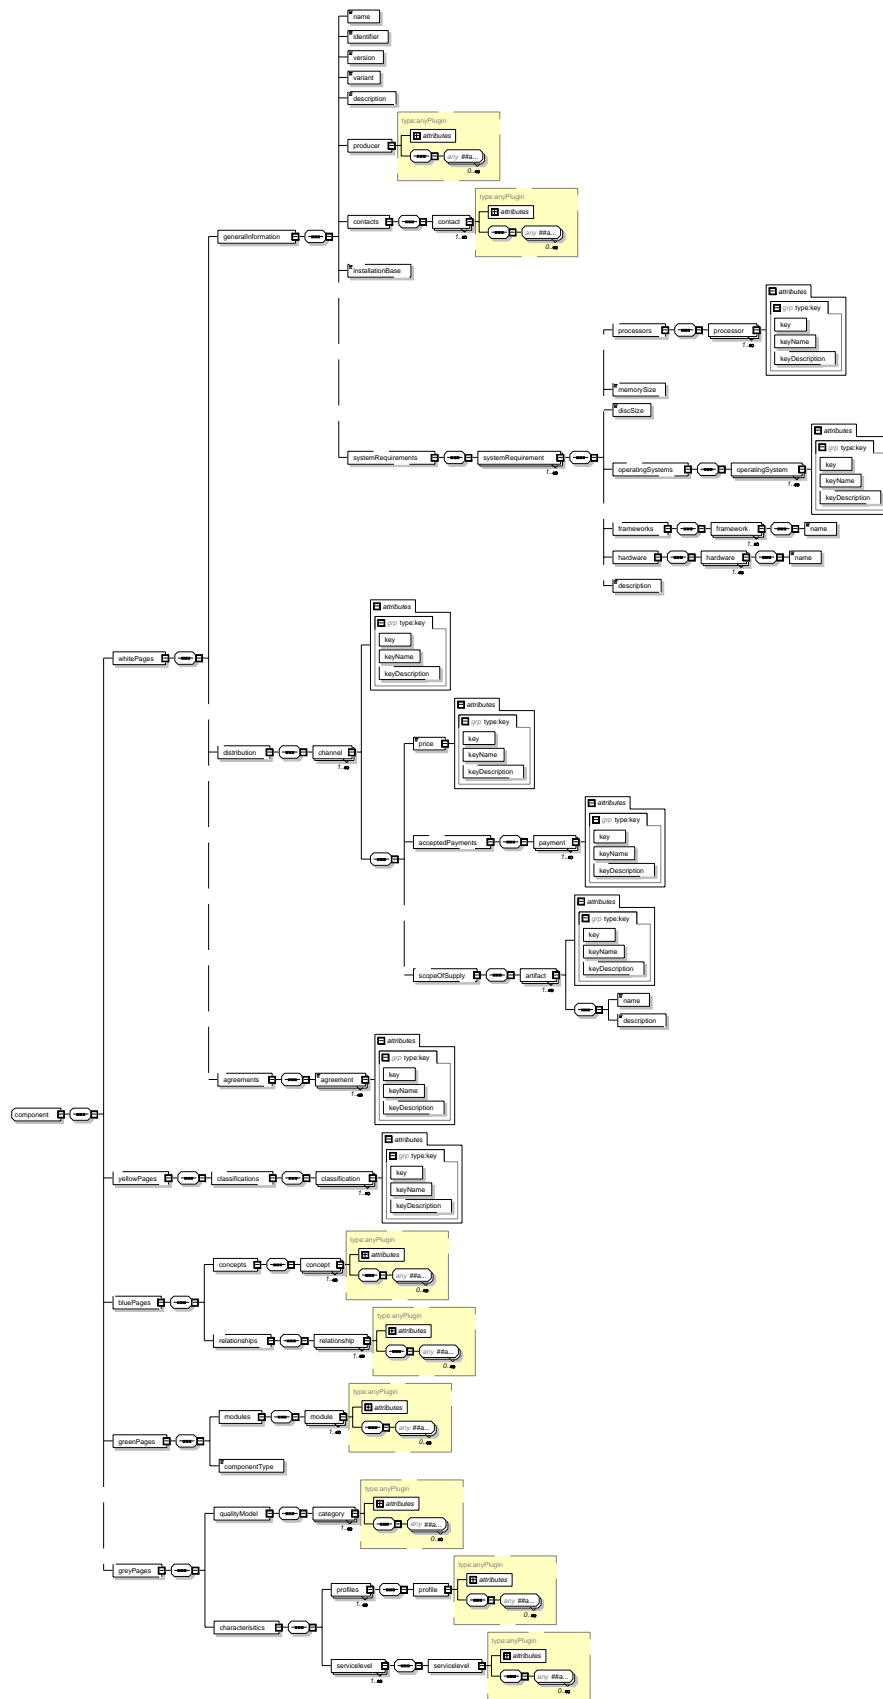 name
identifier
version
variant
description
type:anyPlugin
attributes
producer
any ##a...
0..∞
type:anyPlugin
attributes
contacts
contact
any ##a...
1..∞
0..∞
generalInformation
installationBase
attributes
grp type:key
key
processors
processor
keyName
1..∞
keyDescription
memorySize
discSize
attributes
grp type:key
systemRequirements
systemRequirement
1..∞
operatingSystems
operatingSystem
1..∞
key
keyName
keyDescription
frameworks
framework
name
1..∞
hardware
hardware
name
1..∞
description
attributes
grp type:key
key
keyName
keyDescription
whitePages
attributes
grp type:key
key
keyName
keyDescription
price
distribution
channel
1..∞
attributes
grp type:key
key
keyName
keyDescription
acceptedPayments
payment
1..∞
attributes
grp type:key
key
keyName
keyDescription
scopeOfSupply
artifact
1..∞
name
description
attributes
grp type:key
key
keyName
keyDescription
agreements
agreement
1..∞
component
attributes
grp type:key
key
keyName
keyDescription
yellowPages
classifications
classification
1..∞
type:anyPlugin
attributes
concepts
concept
any ##a...
1..∞
0..∞
bluePages
type:anyPlugin
attributes
relationships
relationship
any ##a...
1..∞
0..∞
type:anyPlugin
attributes
modules
module
any ##a...
1..∞
0..∞
greenPages
componentType
type:anyPlugin
attributes
qualityModel
category
any ##a...
1..∞
0..∞
greyPages
type:anyPlugin
attributes
profiles
profile
any ##a...
1..∞
0..∞
characterisitics
type:anyPlugin
attributes
servicelevel
servicelevel
any ##a...
1..∞
0..∞